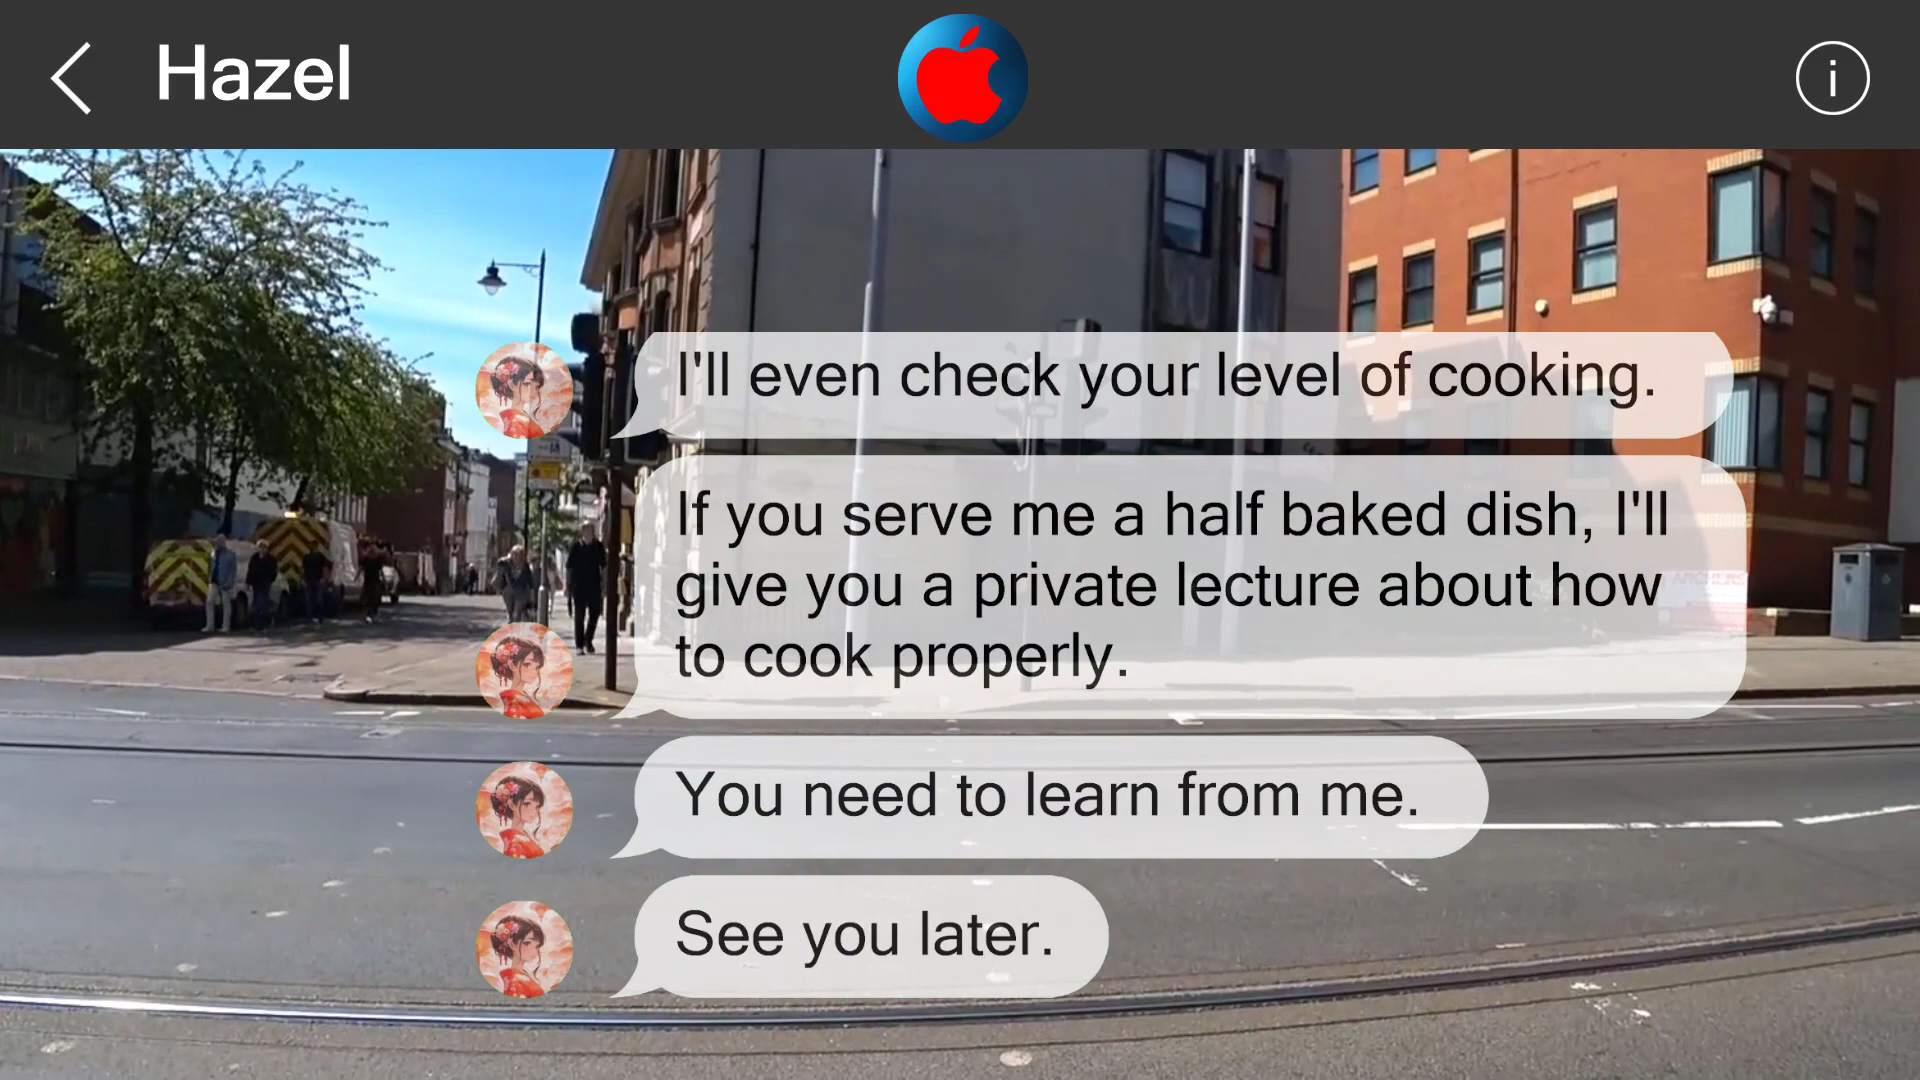 Hazel
i
I'll even check your level of cooking.
If you serve me a half baked dish, I'll
give you a private lecture about how
to cook properly.
You need to learn from me.
See you later.